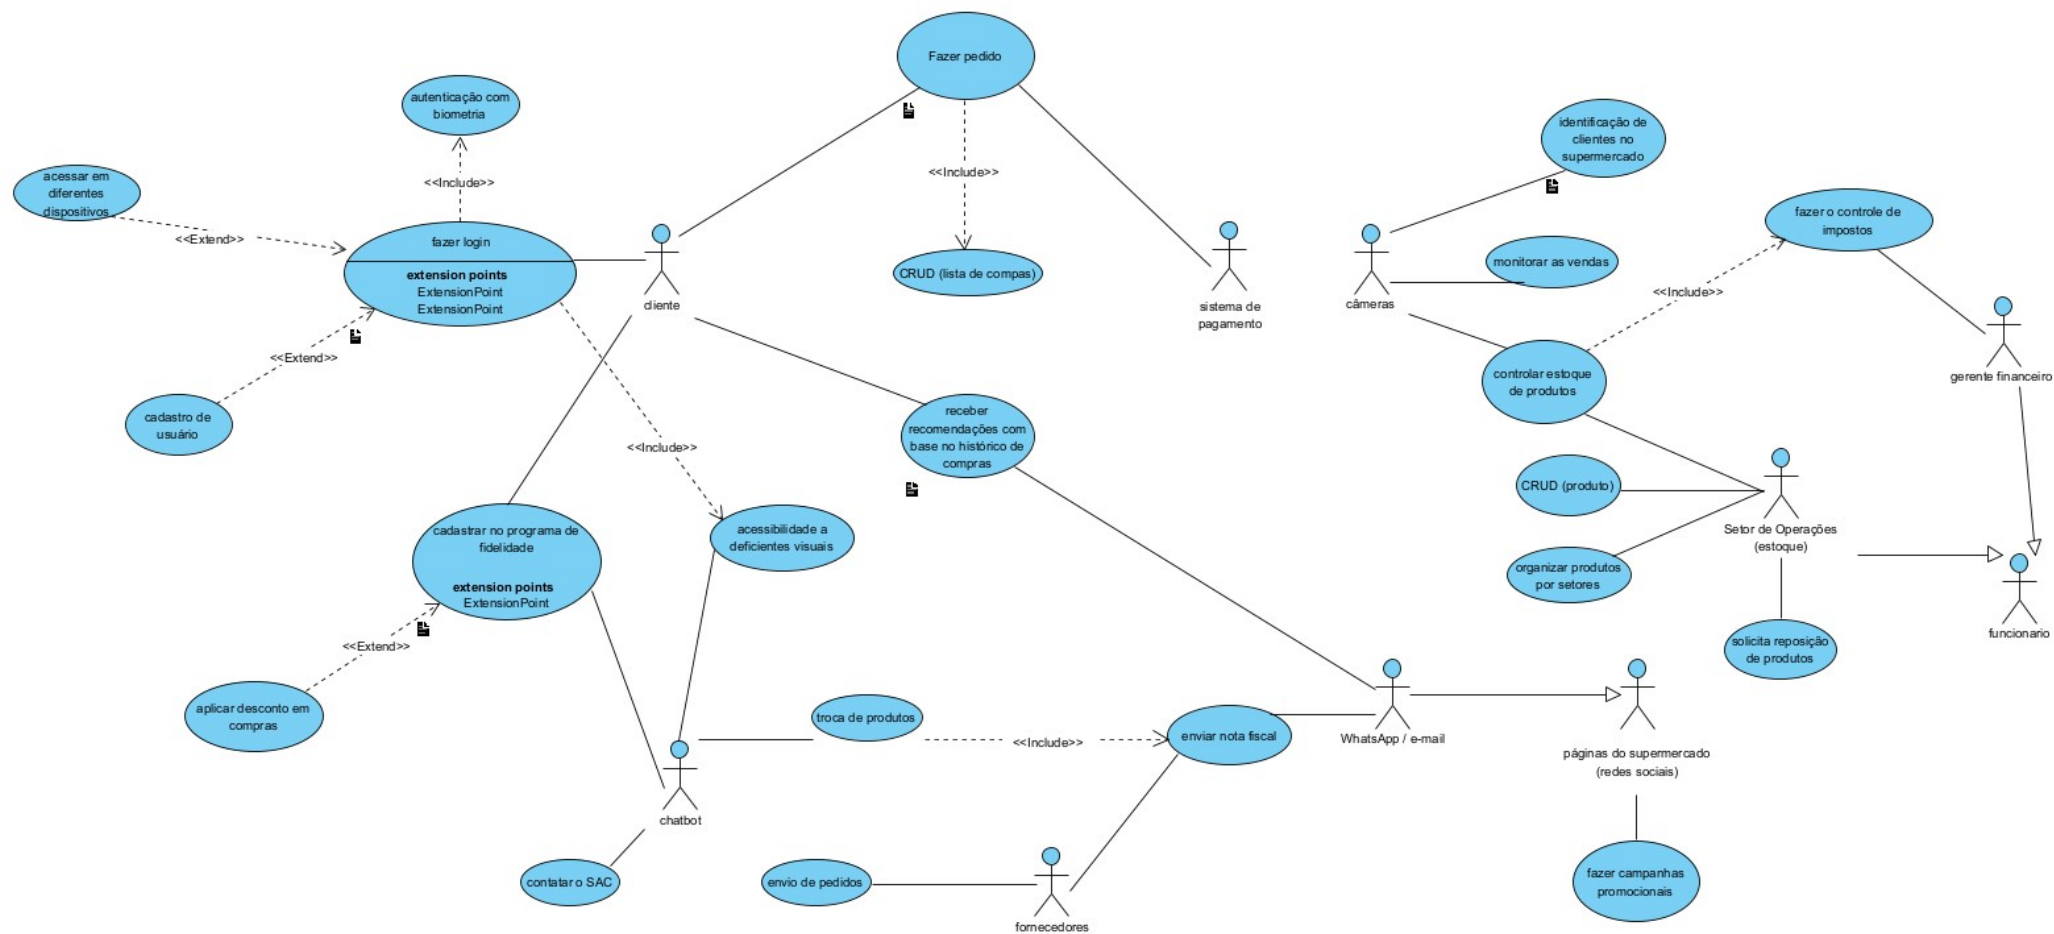 Fazer pedido
autenticação com
biometria
identificação de
clientes no
supermercado
acessar em
diferentes
dispositivos
<<Include>>
<<Include>>
<<Extend>>
fazer login
extension points
ExtensionPoint
ExtensionPoint
cliente
CRUD (lista de compas)
sistema de
pagamento
câmeras
monitorar as vendas
fazer o controle de
impostos
<<Include>>
gerente financeiro
<<Extend>>
cadastro de
usuário
<<Include>>
receber
recomendações com
base no histórico de
compras
controlar estoque
de produtos
CRUD (produto)
Setor de Operações
(estoque)
organizar produtos
por setores
funcionario
solicita reposição
de produtos
cadastrar no programa de
fidelidade
extension points
ExtensionPoint
acessibilidade a
deficientes visuais
<<Extend>>
aplicar desconto em
compras
troca de produtos
<<Include>>
enviar nota fiscal
WhatsApp / e-mail
páginas do supermercado
(redes sociais)
chatbot
contatar o SAC
envio de pedidos
fornecedores
fazer campanhas
promocionais